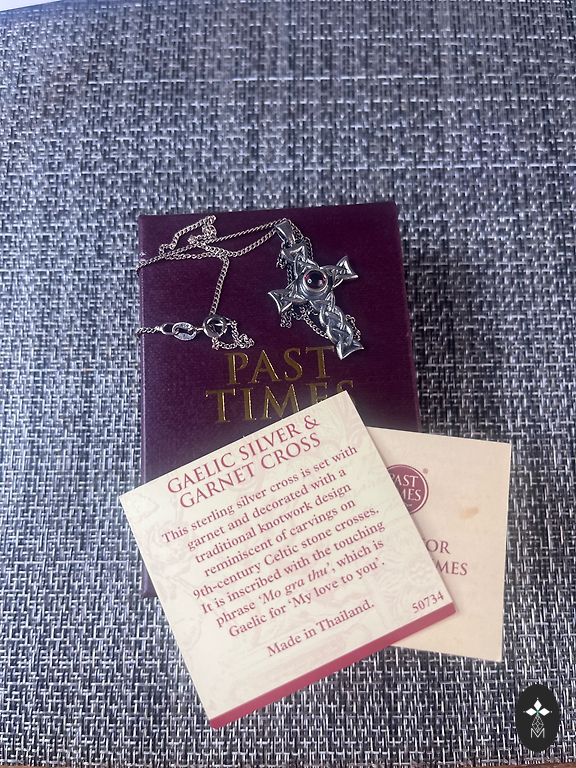 PAST
TIMES
GAELIC SILVER &
GARNET CROSS
This sterling silver cross is set with
garnet and decorated with a
traditional knotwork design
reminiscent of carvings on
9th-century Celtic stone crosses.
It is inscribed with the touching
phrase 'Mo gra thu', which is
Gaelic for 'My love to you'.
Made in Thailand.
50734
PAST
TIMES
®
OR
MES
M